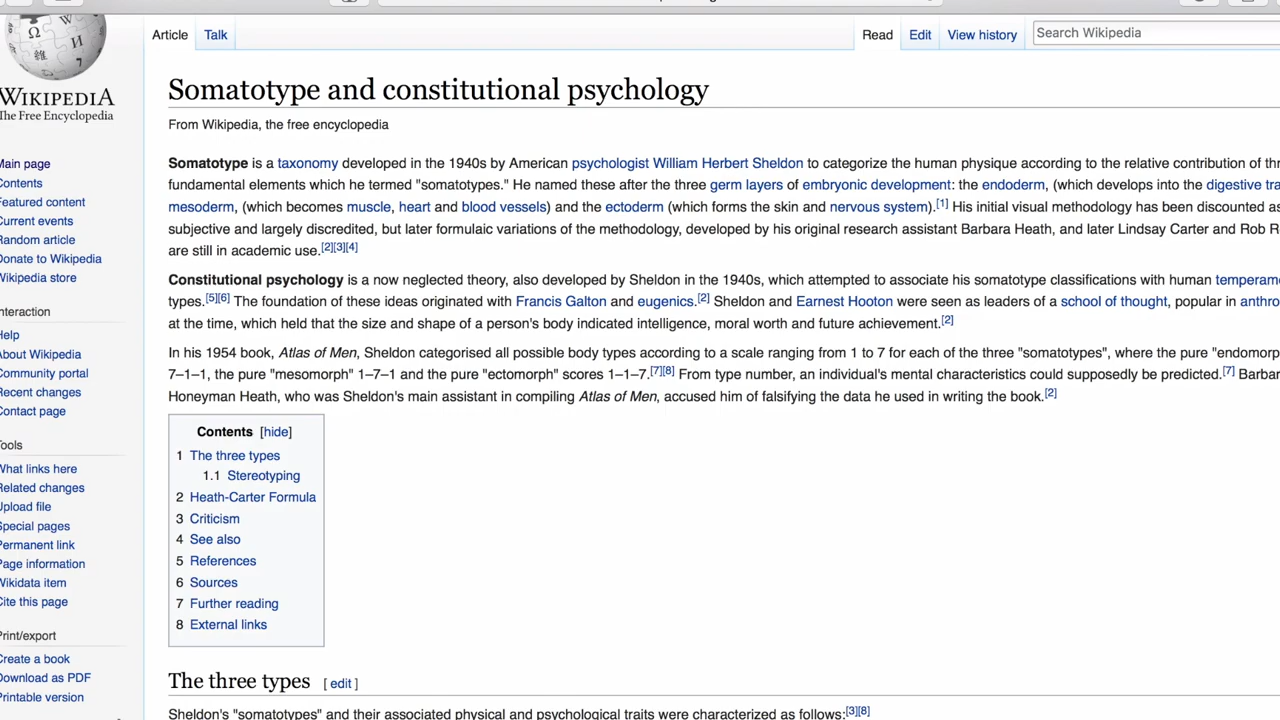 Article Talk Read Edit View history Search Wikipedia
Ω W И 維 7
WIKIPEDIA
The Free Encyclopedia
Somatotype and constitutional psychology
From Wikipedia, the free encyclopedia
Main page
Contents
Featured content
Current events
Random article
Donate to Wikipedia
Wikipedia store
Interaction
Help
About Wikipedia
Community portal
Recent changes
Contact page
Tools
What links here
Related changes
Upload file
Special pages
Permanent link
Page information
Wikidata item
Cite this page
Print/export
Create a book
Download as PDF
Printable version
Somatotype is a taxonomy developed in the 1940s by American psychologist William Herbert Sheldon to categorize the human physique according to the relative contribution of
fundamental elements which he termed "somatotypes." He named these after the three germ layers of embryonic development: the endoderm, (which develops into the digestive
mesoderm, (which becomes muscle, heart and blood vessels) and the ectoderm (which forms the skin and nervous system).[1] His initial visual methodology has been discounted as
subjective and largely discredited, but later formulaic variations of the methodology, developed by his original research assistant Barbara Heath, and later Lindsay Carter and Rob
are still in academic use.[2][3][4]
Constitutional psychology is a now neglected theory, also developed by Sheldon in the 1940s, which attempted to associate his somatotype classifications with human
types.[5][6] The foundation of these ideas originated with Francis Galton and eugenics.[2] Sheldon and Earnest Hooton were seen as leaders of a school of thought, popular in
at the time, which held that the size and shape of a person's body indicated intelligence, moral worth and future achievement.[2]
In his 1954 book, Atlas of Men, Sheldon categorised all possible body types according to a scale ranging from 1 to 7 for each of the three "somatotypes", where the pure
7–1–1, the pure "mesomorph" 1–7–1 and the pure "ectomorph" scores 1–1–7.[7][8] From type number, an individual's mental characteristics could supposedly be predicted.[7]
Honeyman Heath, who was Sheldon's main assistant in compiling Atlas of Men, accused him of falsifying the data he used in writing the book.[2]
Contents [hide]
1 The three types
1.1 Stereotyping
2 Heath-Carter Formula
3 Criticism
4 See also
5 References
6 Sources
7 Further reading
8 External links
The three types [ edit ]
Sheldon's "somatotypes" and their associated physical and psychological traits were characterized as follows:[3][8]